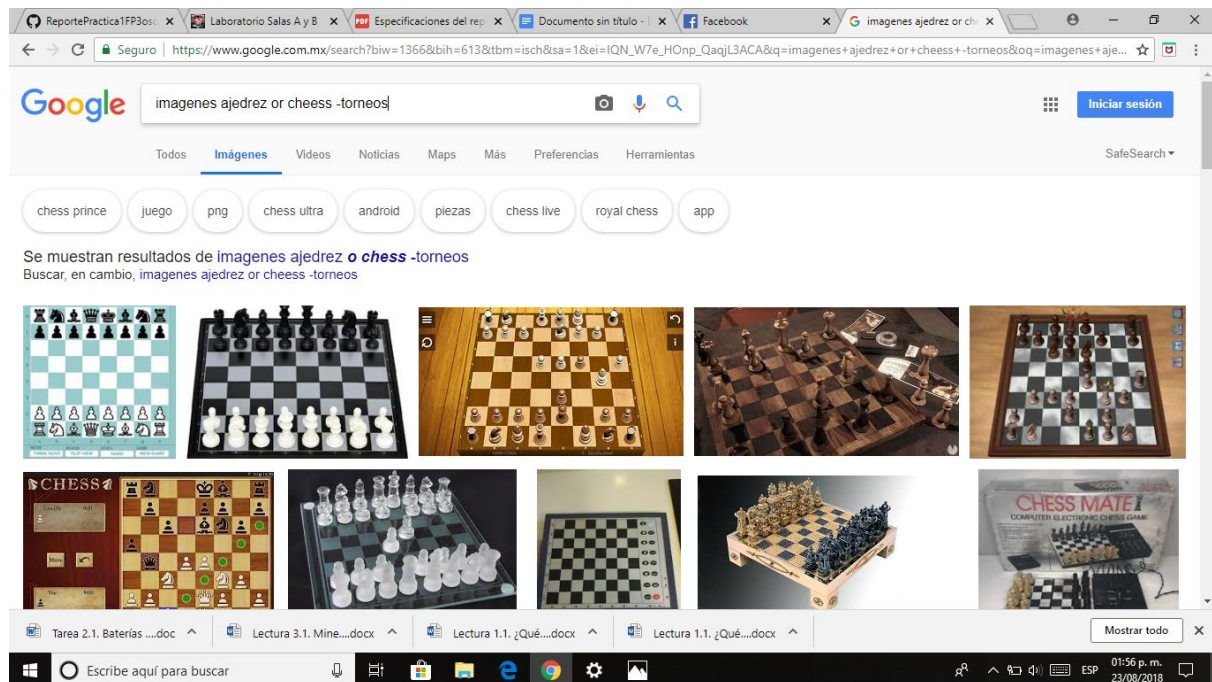 ReportePractica1FP3osc
Laboratorio Salas A y B
Especificaciones del rep
Documento sin título - 
Facebook
imagenes ajedrez or ch
Seguro | https://www.google.com.mx/search?biw=1366&bih=613&tbm=isch&sa=1&ei=IQN_W7e_HOnp_QaqjL3ACA&q=imagenes+ajedrez+or+cheess+-torneos&oq=imagenes+aje...
Google
imagenes ajedrez or cheess -torneos
Iniciar sesión
Todos Imágenes Videos Noticias Maps Más Preferencias Herramientas SafeSearch
chess prince juego png chess ultra android piezas chess live royal chess app
Se muestran resultados de imagenes ajedrez o chess -torneos
Buscar, en cambio, imagenes ajedrez or cheess -torneos
CHESS
CHESS MATE
COMPUTER ELECTRONIC CHESS GAME
Menu
Tarea 2.1. Baterías ....doc
Lectura 3.1. Mine....docx
Lectura 1.1. ¿Qué....docx
Lectura 1.1. ¿Qué....docx
Mostrar todo
Escribe aquí para buscar
ESP
01:56 p. m.
23/08/2018